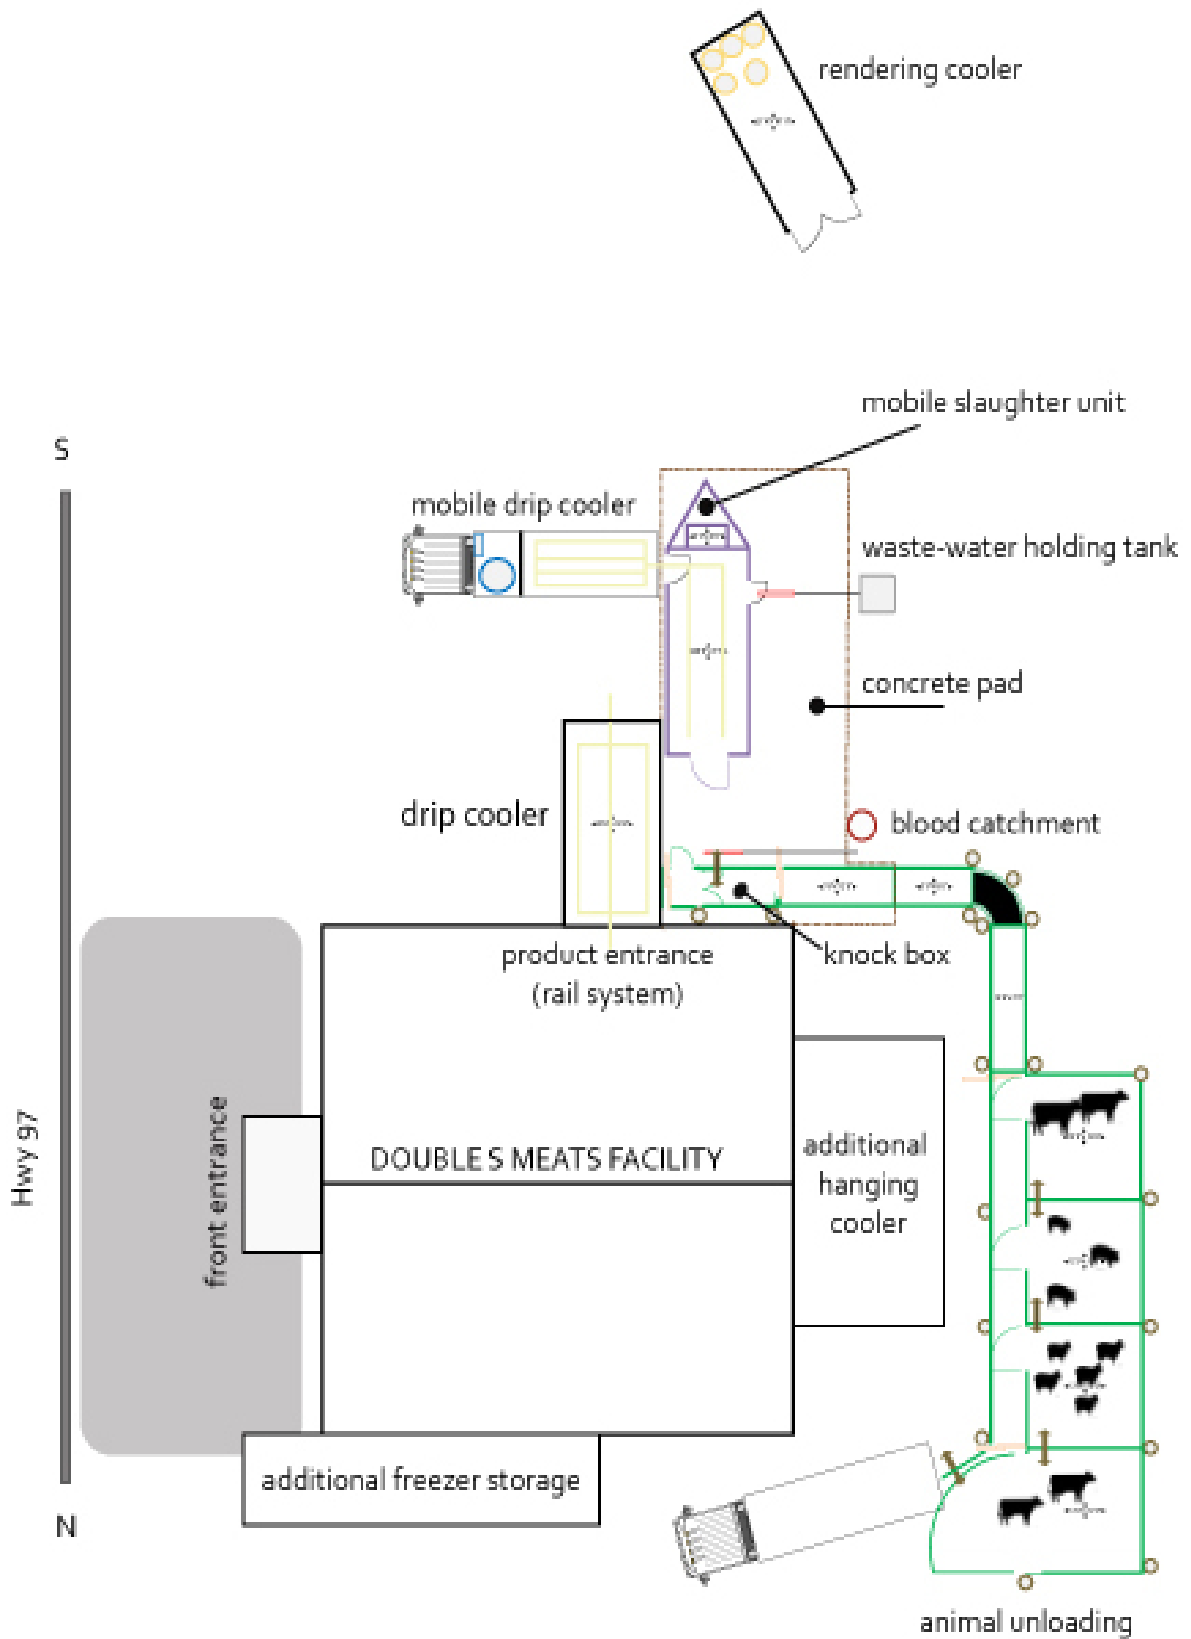 rendering cooler
mobile slaughter unit
S
mobile drip cooler
waste-water holding tank
concrete pad
drip cooler
blood catchment
product entrance
(rail system)
knock box
Hwy 97
front entrance
DOUBLE S MEATS FACILITY
additional
hanging
cooler
additional freezer storage
N
animal unloading